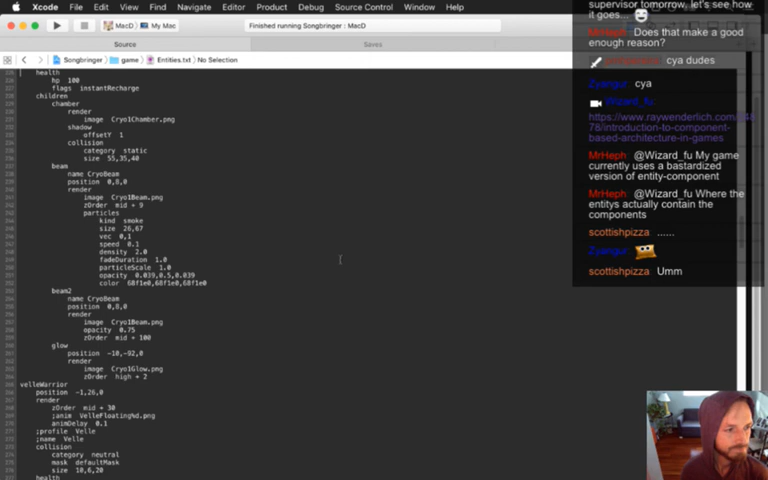 Xcode File Edit View Find Navigate Editor Product Debug Source Control Window Help
MacD My Mac
Finished running Songbringer : MacD
Source
Saves
Songbringer game Entities.txt No Selection
health
hp 100
flags instantRecharge
children
chamber
render
image Cryo1Chamber.png
shadow
offsetY 1
collision
category static
size 55,35,40
beam
name CryoBeam
position 0,8,0
render
image Cryo1Beam.png
zOrder mid + 9
particles
kind smoke
size 26,67
vec 0,1
speed 0.1
density 2.0
fadeDuration 1.0
particleScale 1.0
opacity 0.039,0.5,0.039
color 68f1e0,68f1e0,68f1e0
beam2
name CryoBeam
position 0,8,0
render
image Cryo1Beam.png
opacity 0.75
zOrder mid + 100
glow
position -10,-92,0
render
image Cryo1Glow.png
zOrder high + 2
velleWarrior
position -1,26,0
render
zOrder mid + 30
;anim VelleFloating%d.png
animDelay 0.1
;profile Velle
;name Velle
collision
category neutral
mask defaultMask
size 10,6,20
health
supervisor tomorrow, let's see how
it goes...
MrHeph Does that make a good
enough reason?
cya dudes
Zyangur cya
Wizard_fu
https://www.raywenderlich.com/
78/introduction-to-component-
based-architecture-in-games
MrHeph @Wizard_fu My game
currently uses a bastardized
version of entity-component
MrHeph @Wizard_fu Where the
entitys actually contain the
components
scottishpizza ......
Zyangur
scottishpizza Umm